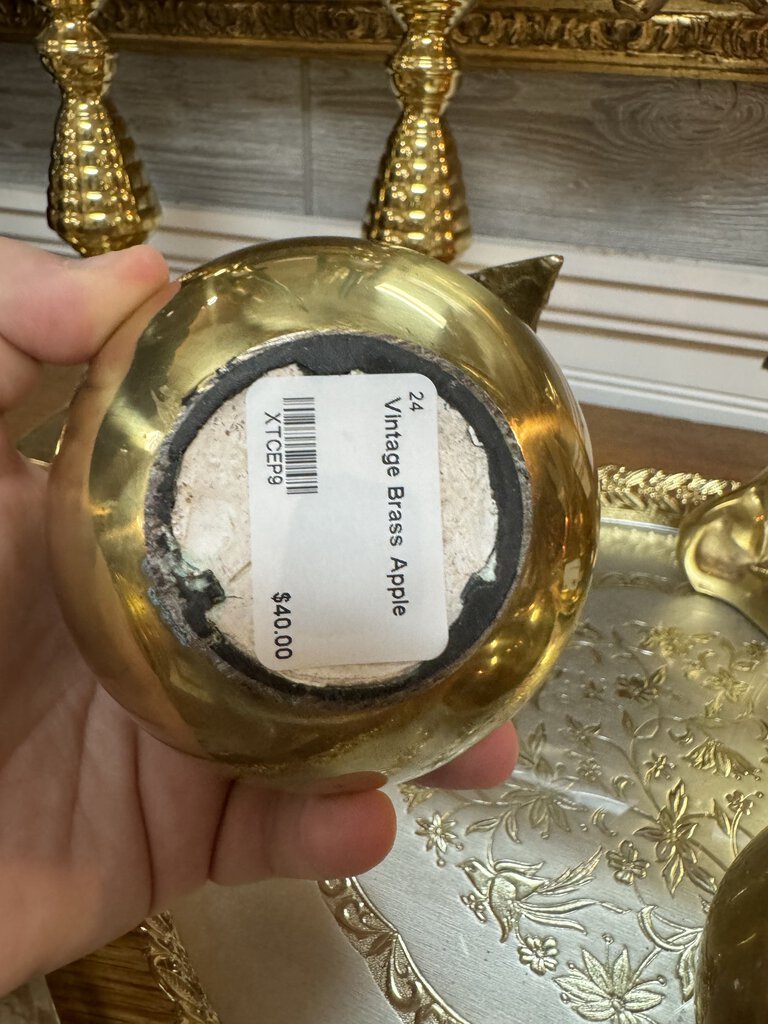 24
Vintage Brass Apple
XTCEP9
$40.00